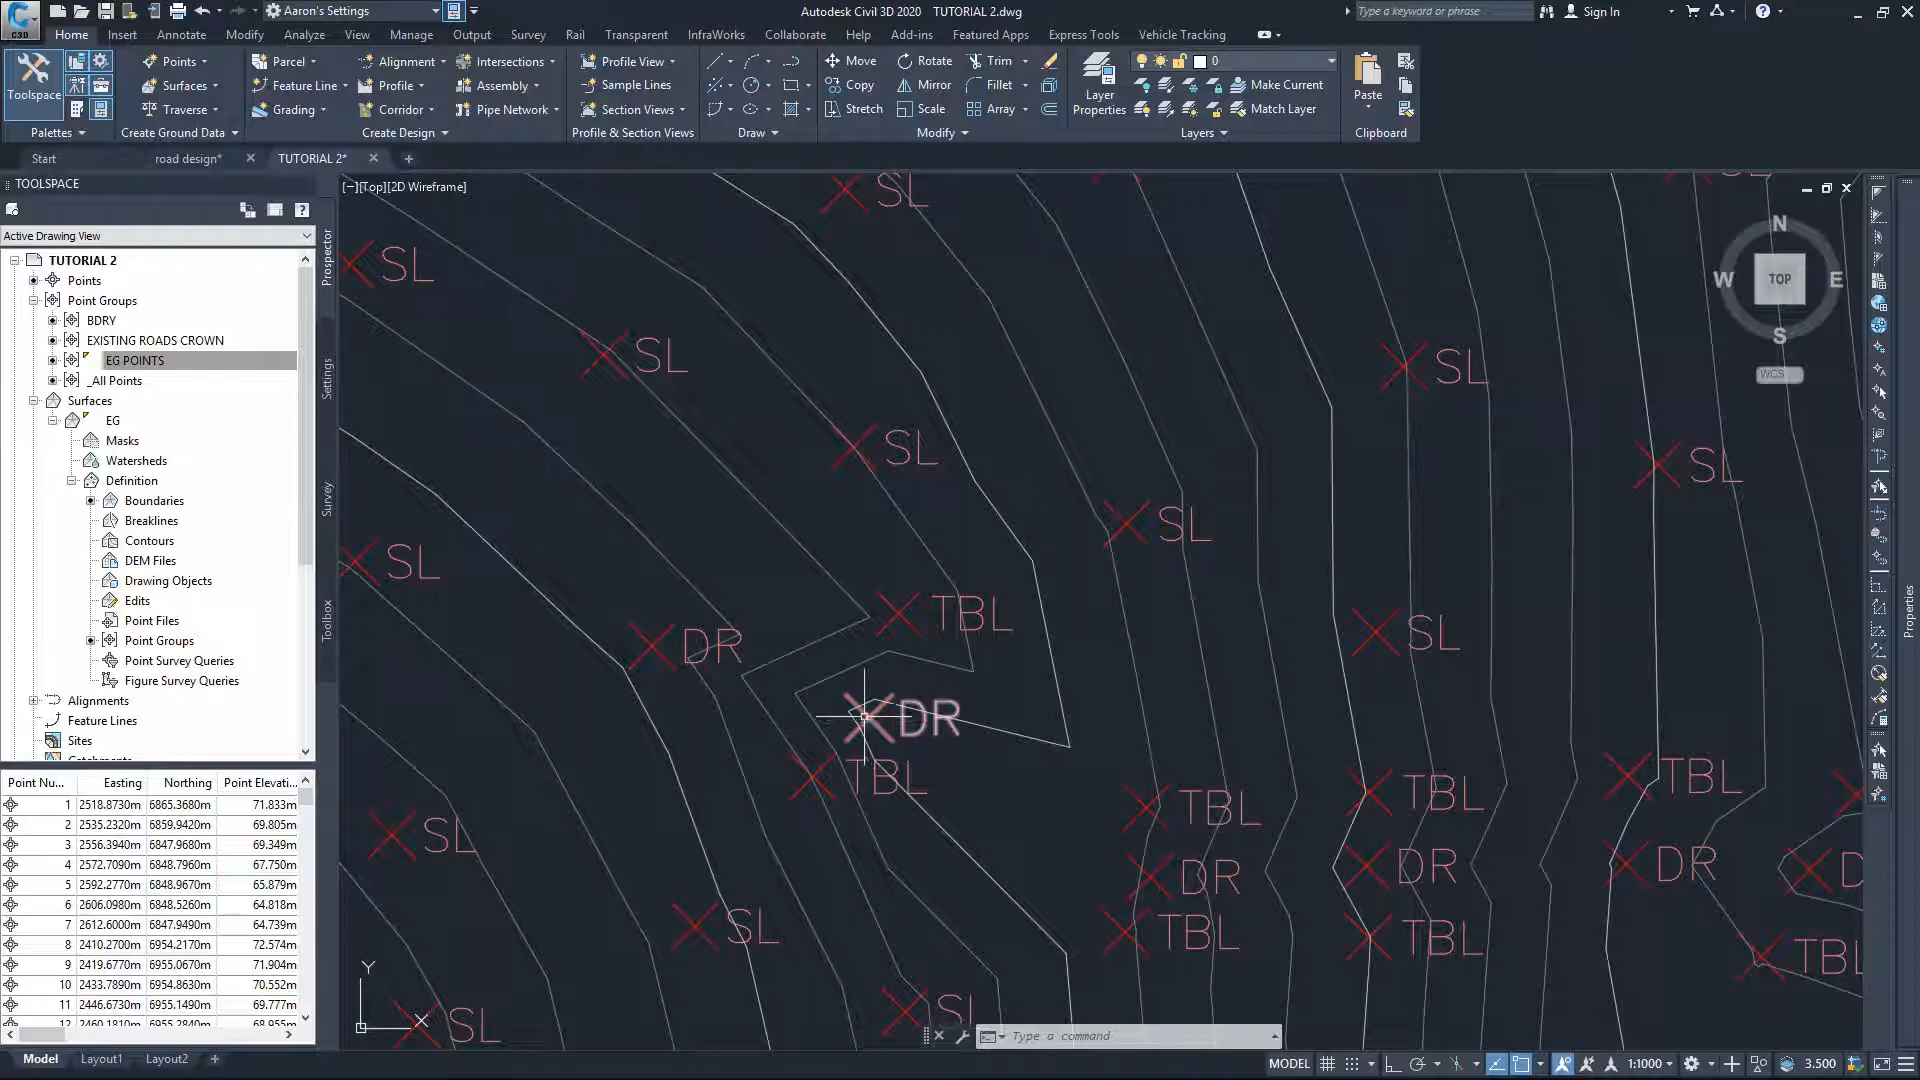 Aaron's Settings
Autodesk Civil 3D 2020 TUTORIAL 2.dwg
Type a keyword or phrase
Sign In
C3D
Home Insert Annotate Modify Analyze View Manage Output Survey Rail Transparent InfraWorks Collaborate Help Add-ins Featured Apps Express Tools Vehicle Tracking
Toolspace
Points Parcel Alignment Intersections Profile View Move Rotate Trim 0
Surfaces Feature Line Profile Assembly Sample Lines Copy Mirror Fillet Make Current
Traverse Grading Corridor Pipe Network Section Views Stretch Scale Array Match Layer
Layer Properties
Paste
Palettes Create Ground Data Create Design Profile & Section Views Draw Modify Layers Clipboard
Start road design* TUTORIAL 2*
TOOLSPACE
[−][Top][2D Wireframe]
Active Drawing View
TUTORIAL 2
Points
Point Groups
BDRY
EXISTING ROADS CROWN
EG POINTS
_All Points
Surfaces
EG
Masks
Watersheds
Definition
Boundaries
Breaklines
Contours
DEM Files
Drawing Objects
Edits
Point Files
Point Groups
Point Survey Queries
Figure Survey Queries
Alignments
Feature Lines
Sites
Prospector
Settings
Survey
Toolbox
Point Nu... Easting Northing Point Elevati...
1 2518.8730m 6865.3680m 71.833m
2 2535.2320m 6859.9420m 69.805m
3 2556.3940m 6847.9680m 69.349m
4 2572.7090m 6848.7960m 67.750m
5 2592.2770m 6848.9670m 65.879m
6 2606.0980m 6848.5260m 64.818m
7 2612.6000m 6847.9490m 64.739m
8 2410.2700m 6954.2170m 72.574m
9 2419.6770m 6955.0670m 71.904m
10 2433.7890m 6954.8630m 70.552m
11 2446.6730m 6955.1490m 69.777m
12 2460.1810m 6955.2840m 68.955m
SL
SL
SL
SL
SL
SL
SL
SL
SL
TBL
DR
DR
TBL
TBL
TBL
TBL
SL
DR
DR
DR
D
SL
TBL
TBL
TBL
SL
SL
N
W TOP E
S
WCS
Properties
Y
X
Type a command
Model Layout1 Layout2 +
MODEL
1:1000
3.500